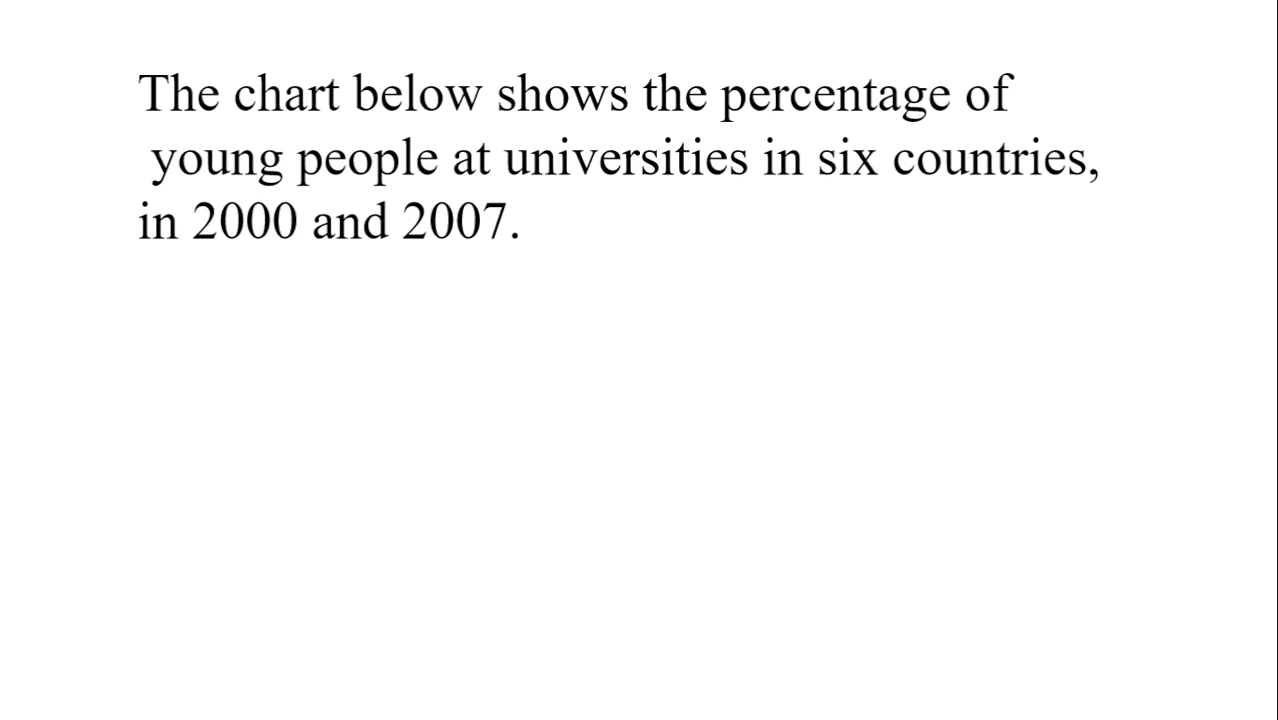 The chart below shows the percentage of
young people at universities in six countries,
in 2000 and 2007.